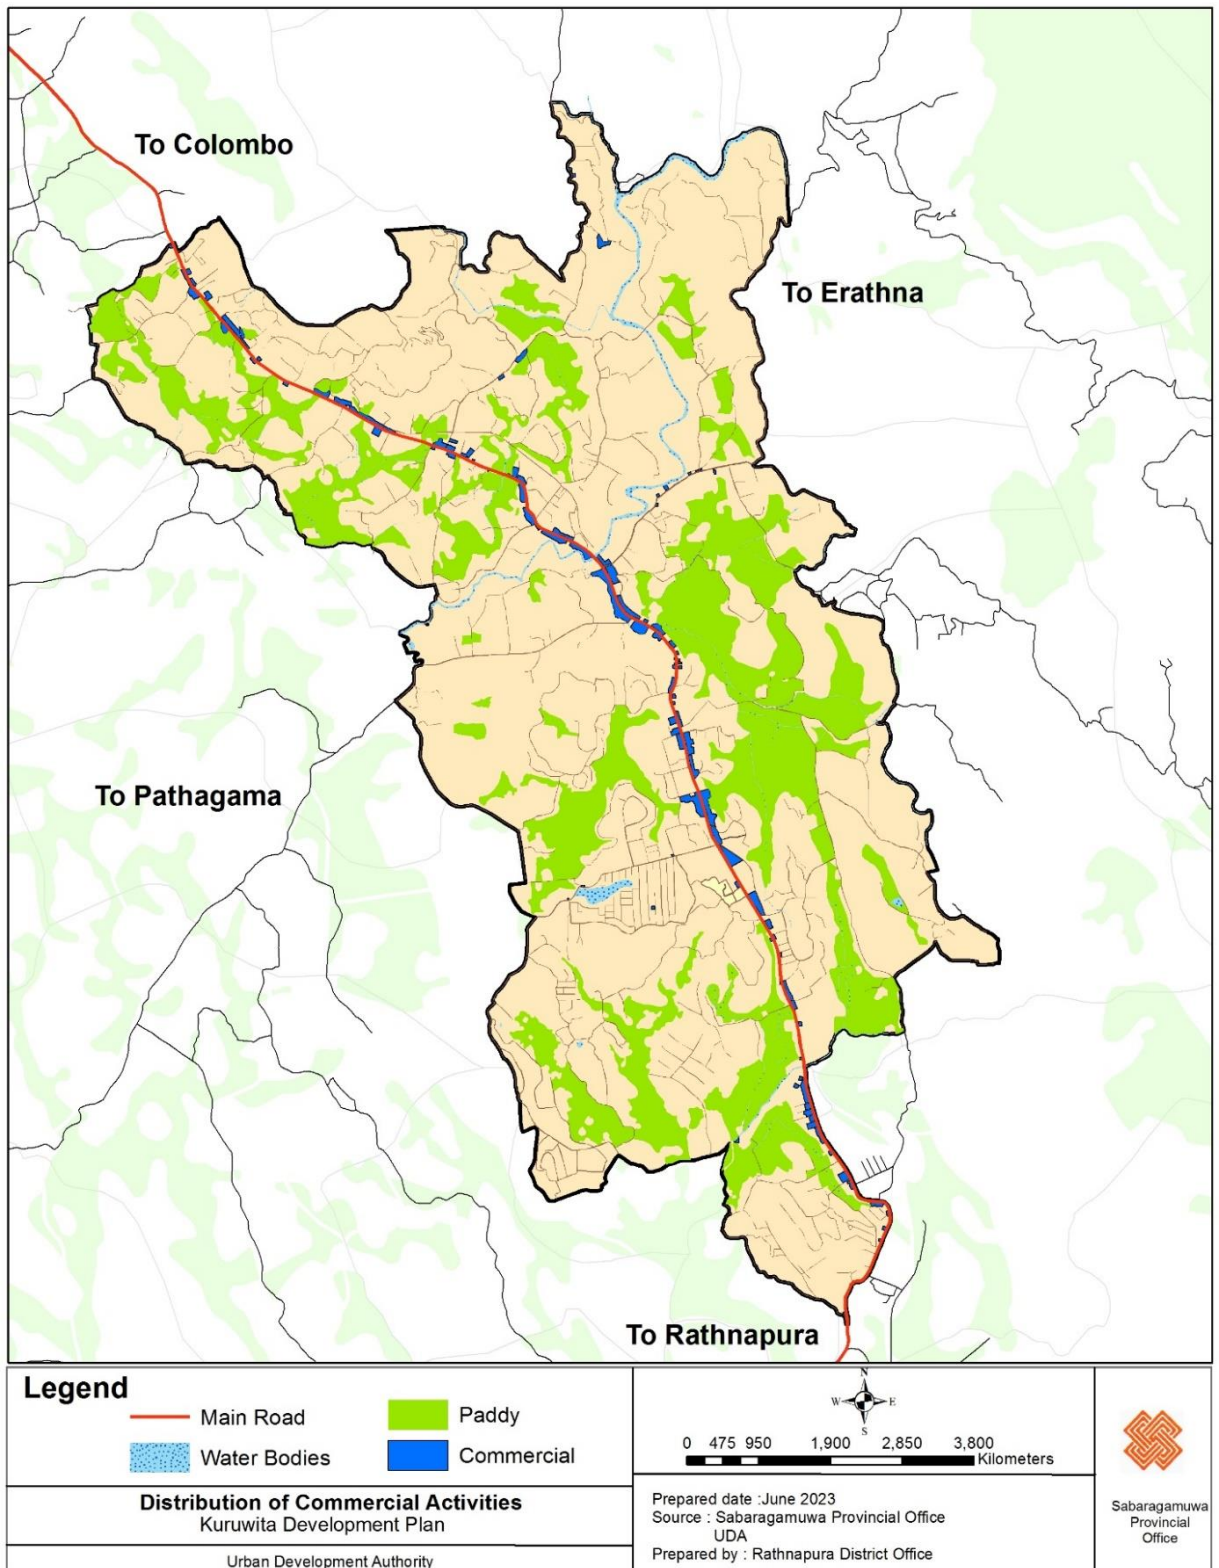 To Colombo
To Erathna
To Pathagama
To Rathnapura
Legend
Main Road
Paddy
Water Bodies
Commercial
Distribution of Commercial Activities
Kuruwita Development Plan
Urban Development Authority
N
W E
S
0 475 950 1,900 2,850 3,800
Kilometers
Prepared date :June 2023
Source : Sabaragamuwa Provincial Office
UDA
Prepared by : Rathnapura District Office
Sabaragamuwa
Provincial
Office